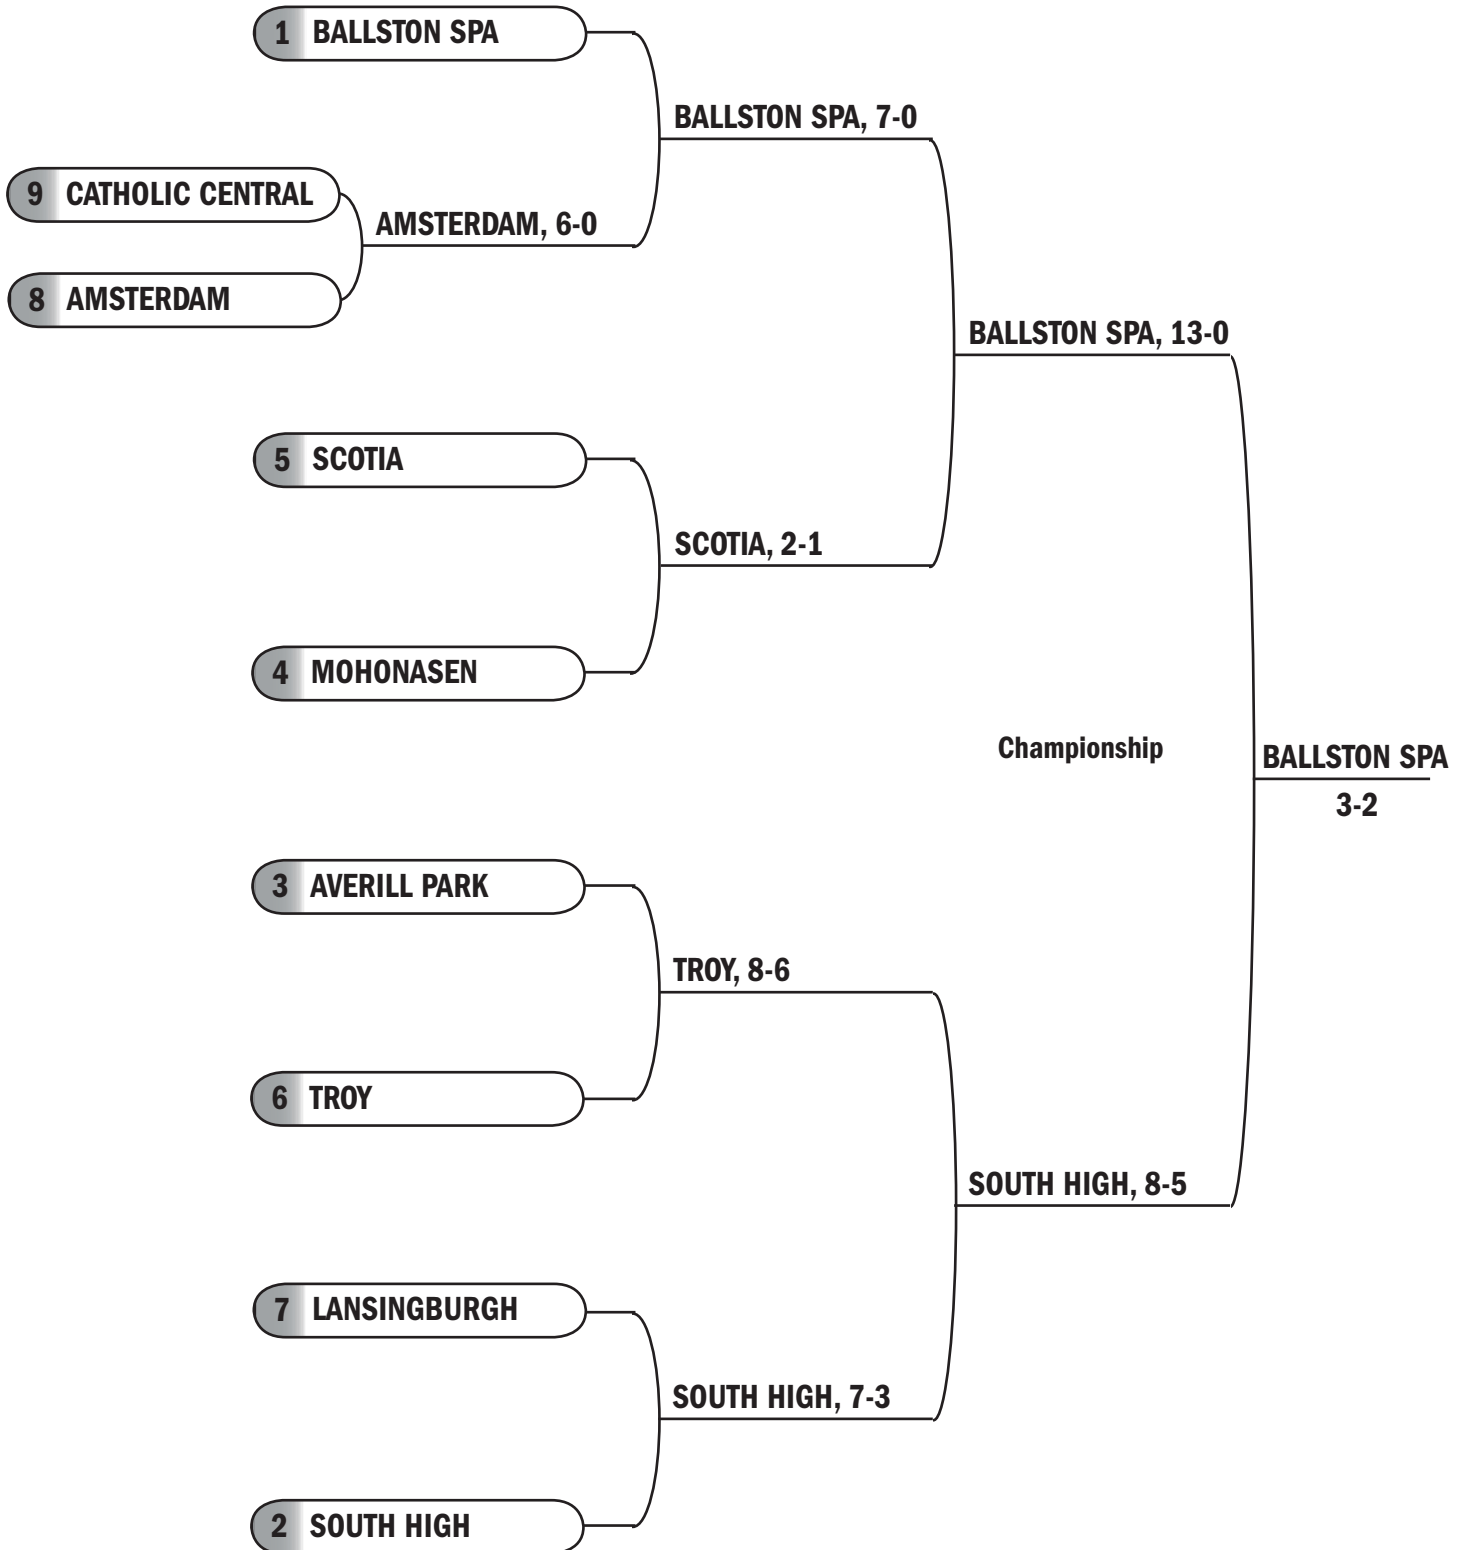 1 BALLSTON SPA
BALLSTON SPA, 7-0
9 CATHOLIC CENTRAL
AMSTERDAM, 6-0
8 AMSTERDAM
BALLSTON SPA, 13-0
5 SCOTIA
SCOTIA, 2-1
4 MOHONASEN
Championship
BALLSTON SPA
3-2
3 AVERILL PARK
TROY, 8-6
6 TROY
SOUTH HIGH, 8-5
7 LANSINGBURGH
SOUTH HIGH, 7-3
2 SOUTH HIGH